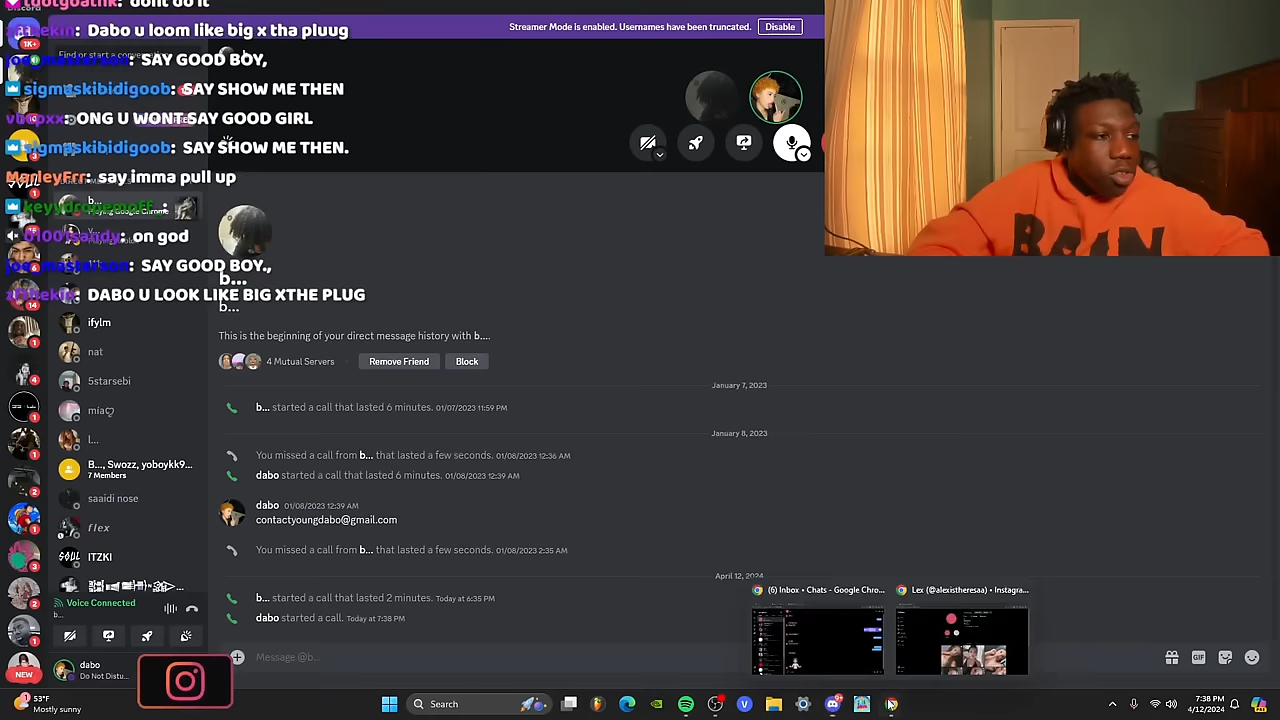 tootgoatnk: dont do it
Streamer Mode is enabled. Usernames have been truncated.
Disable
Dabo u loom like big x tha pluug
Find or start a conversation
1K+
SAY GOOD BOY,
sigmaskibidigoob: SAY SHOW ME THEN
ONG U WONT SAY GOOD GIRL
sigmaskibidigoob: SAY SHOW ME THEN.
MarleyFrr: say imma pull up
b...
Playing Google Chrome
on god
SAY GOOD BOY.,
DABO U LOOK LIKE BIG XTHE PLUG
b...
b...
ifylm
This is the beginning of your direct message history with b....
nat
4 Mutual Servers
Remove Friend
Block
5starsebi
January 7, 2023
míaღ
b... started a call that lasted 6 minutes. 01/07/2023 11:59 PM
l...
January 8, 2023
B..., Swozz, yoboykk9...
7 Members
You missed a call from b... that lasted a few seconds. 01/08/2023 12:36 AM
dabo started a call that lasted 6 minutes. 01/08/2023 12:39 AM
saaidi nose
dabo 01/08/2023 12:39 AM
contactyoungdabo@gmail.com
flex
You missed a call from b... that lasted a few seconds. 01/08/2023 2:35 AM
ITZKI
April 12, 2024
(6) Inbox • Chats - Google Chro...
Lex (@alexistheresaa) • Instagra...
b... started a call that lasted 2 minutes. Today at 6:35 PM
dabo started a call. Today at 7:38 PM
Voice Connected
b...
Message @b...
GIF
dabo
Do Not Distu...
NEW
53°F
Mostly sunny
Search
7:38 PM
4/12/2024